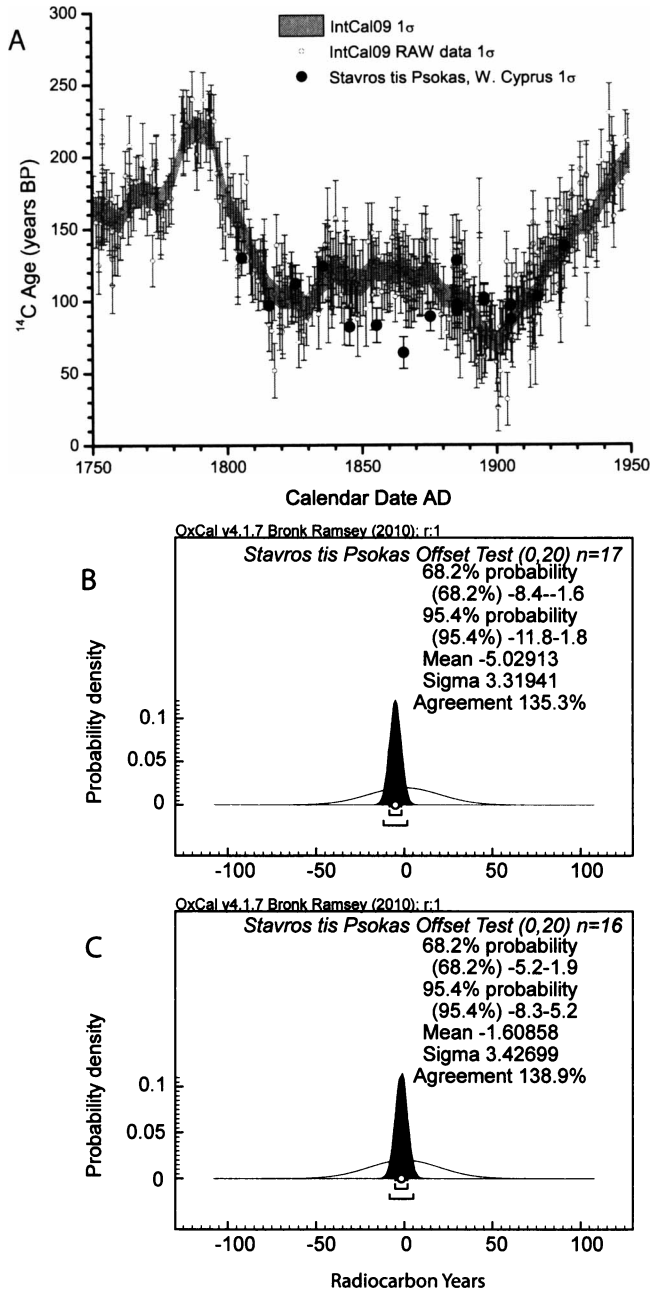 A
300
250
200
150
100
50
0
14C Age (years BP)
IntCal09 1σ
IntCal09 RAW data 1σ
Stavros tis Psokas, W. Cyprus 1σ
1750 1800 1850 1900 1950
Calendar Date AD
B
OxCal v4.1.7 Bronk Ramsey (2010); r:1
Stavros tis Psokas Offset Test (0,20) n=17
68.2% probability
(68.2%) -8.4--1.6
95.4% probability
(95.4%) -11.8-1.8
Mean -5.02913
Sigma 3.31941
Agreement 135.3%
Probability density
0.1
0.05
0
-100 -50 0 50 100
C
OxCal v4.1.7 Bronk Ramsey (2010); r:1
Stavros tis Psokas Offset Test (0,20) n=16
68.2% probability
(68.2%) -5.2-1.9
95.4% probability
(95.4%) -8.3-5.2
Mean -1.60858
Sigma 3.42699
Agreement 138.9%
Probability density
0.1
0.05
0
-100 -50 0 50 100
Radiocarbon Years